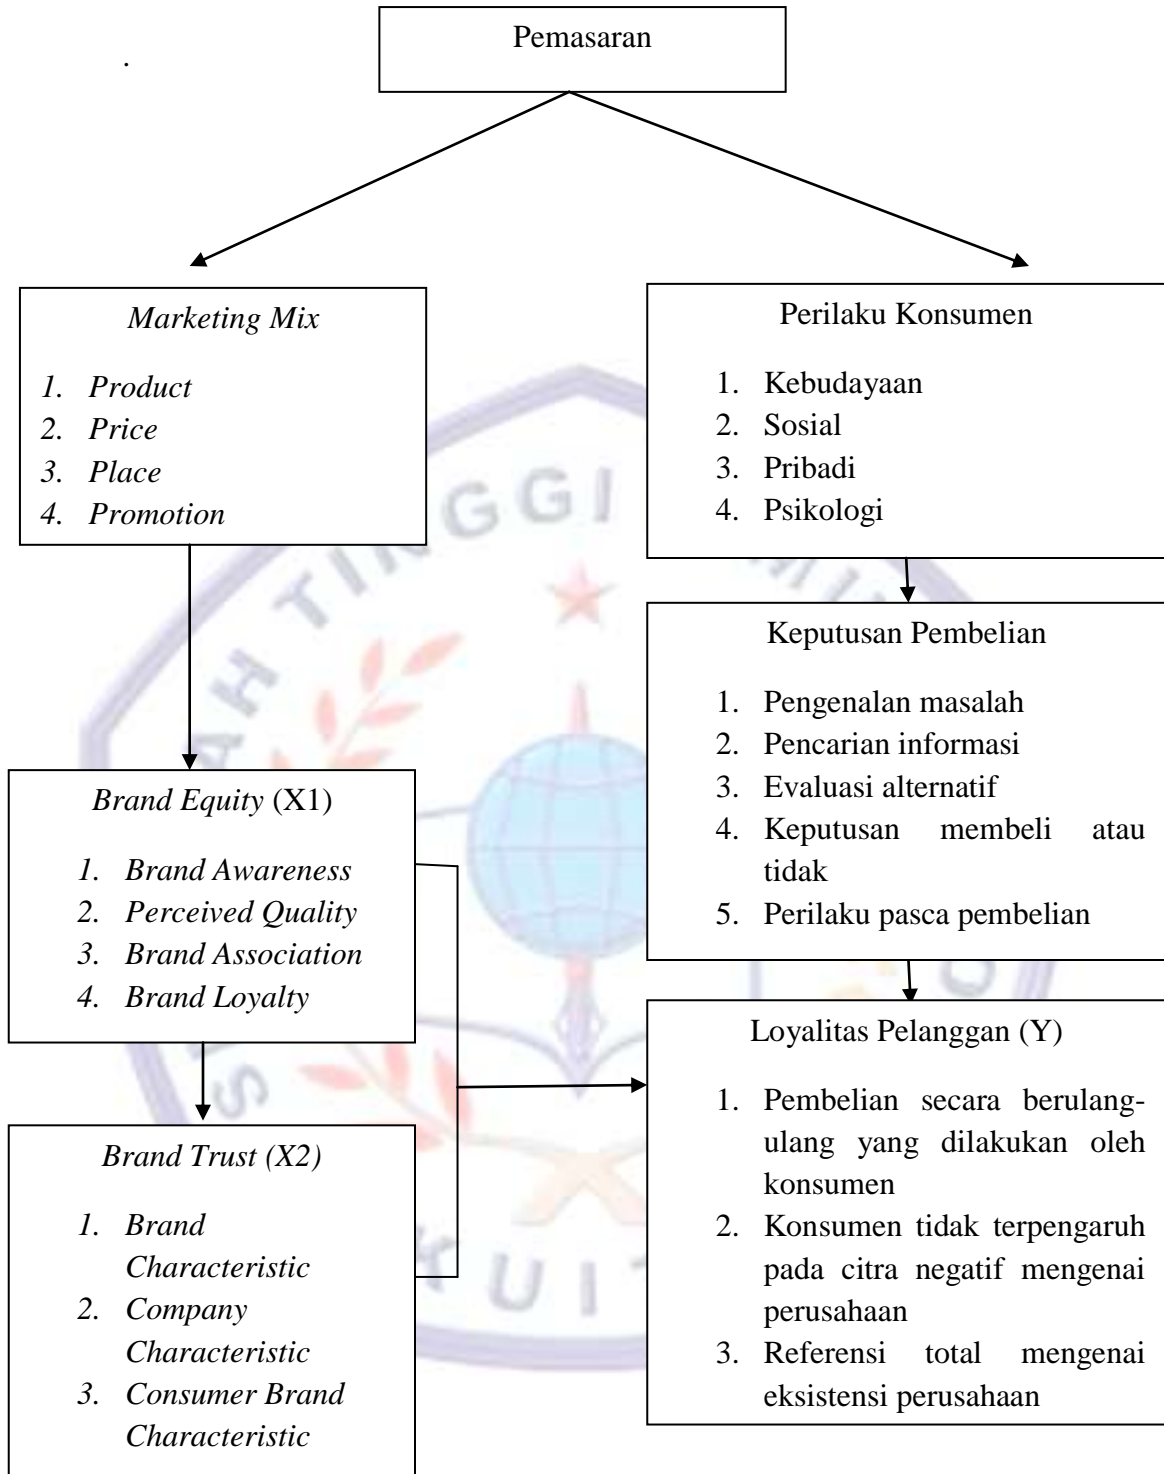 Pemasaran
.
Marketing Mix
1. Product
2. Price
3. Place
4. Promotion
Perilaku Konsumen
1. Kebudayaan
2. Sosial
3. Pribadi
4. Psikologi
Keputusan Pembelian
1. Pengenalan masalah
2. Pencarian informasi
3. Evaluasi alternatif
4. Keputusan membeli atau
tidak
5. Perilaku pasca pembelian
Brand Equity (X1)
1. Brand Awareness
2. Perceived Quality
3. Brand Association
4. Brand Loyalty
Brand Trust (X2)
1. Brand
Characteristic
2. Company
Characteristic
3. Consumer Brand
Characteristic
Loyalitas Pelanggan (Y)
1. Pembelian secara berulang-
ulang yang dilakukan oleh
konsumen
2. Konsumen tidak terpengaruh
pada citra negatif mengenai
perusahaan
3. Referensi total mengenai
eksistensi perusahaan